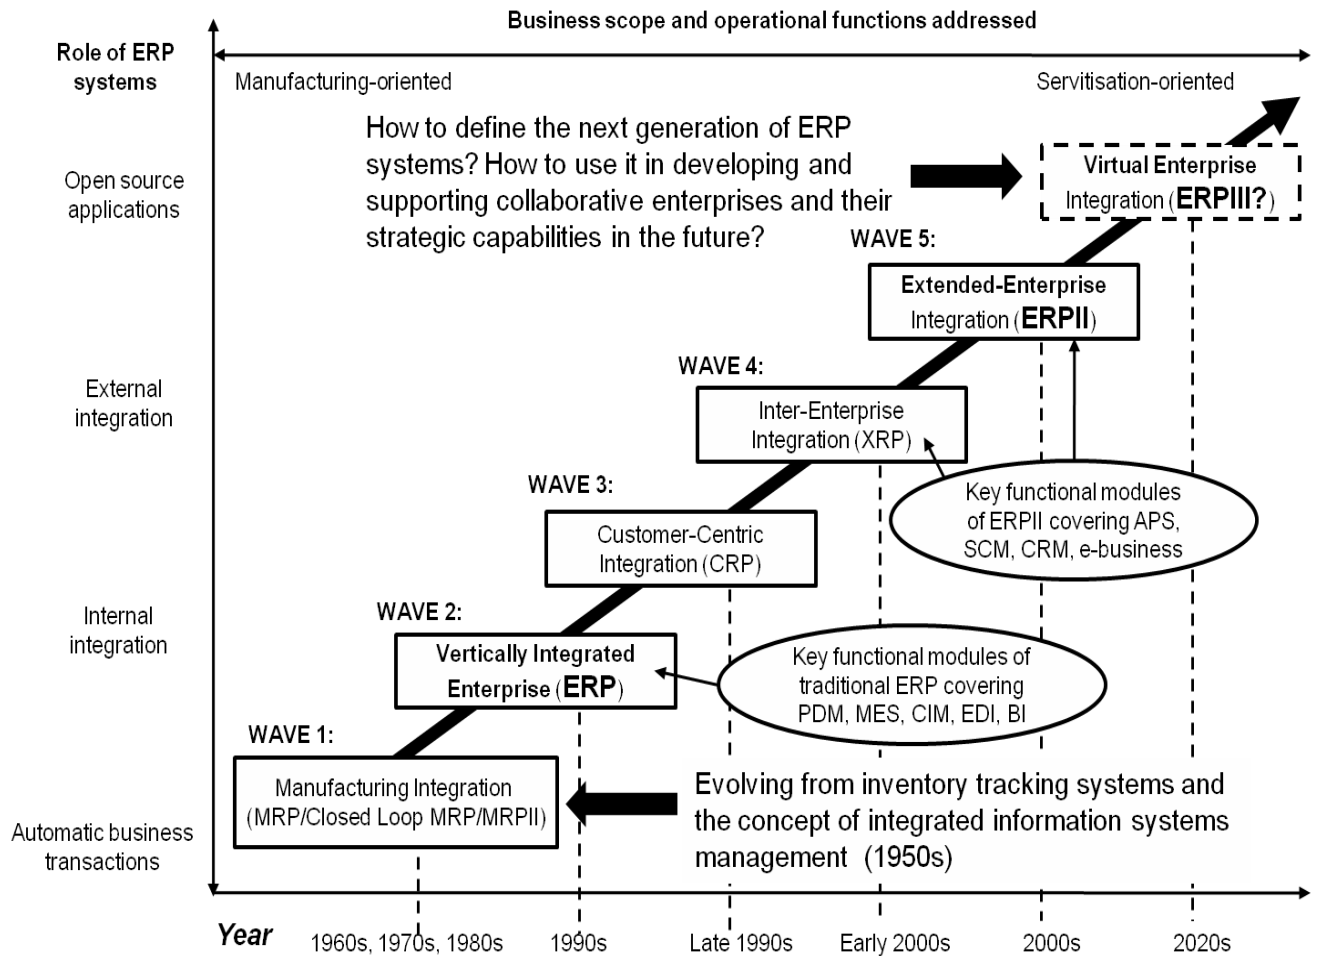 Business scope and operational functions addressed
Role of ERP
systems
Manufacturing-oriented
Servitisation-oriented
How to define the next generation of ERP
systems? How to use it in developing and
supporting collaborative enterprises and their
strategic capabilities in the future?
Virtual Enterprise
Integration (ERPIII?)
Open source
applications
WAVE 5:
Extended-Enterprise
Integration (ERPII)
WAVE 4:
Inter-Enterprise
Integration (XRP)
External
integration
WAVE 3:
Customer-Centric
Integration (CRP)
Key functional modules
of ERPII covering APS,
SCM, CRM, e-business
WAVE 2:
Vertically Integrated
Enterprise (ERP)
Internal
integration
Key functional modules of
traditional ERP covering
PDM, MES, CIM, EDI, BI
WAVE 1:
Manufacturing Integration
(MRP/Closed Loop MRP/MRPII)
Evolving from inventory tracking systems and
the concept of integrated information systems
management (1950s)
Automatic business
transactions
Year
1960s, 1970s, 1980s
1990s
Late 1990s
Early 2000s
2000s
2020s